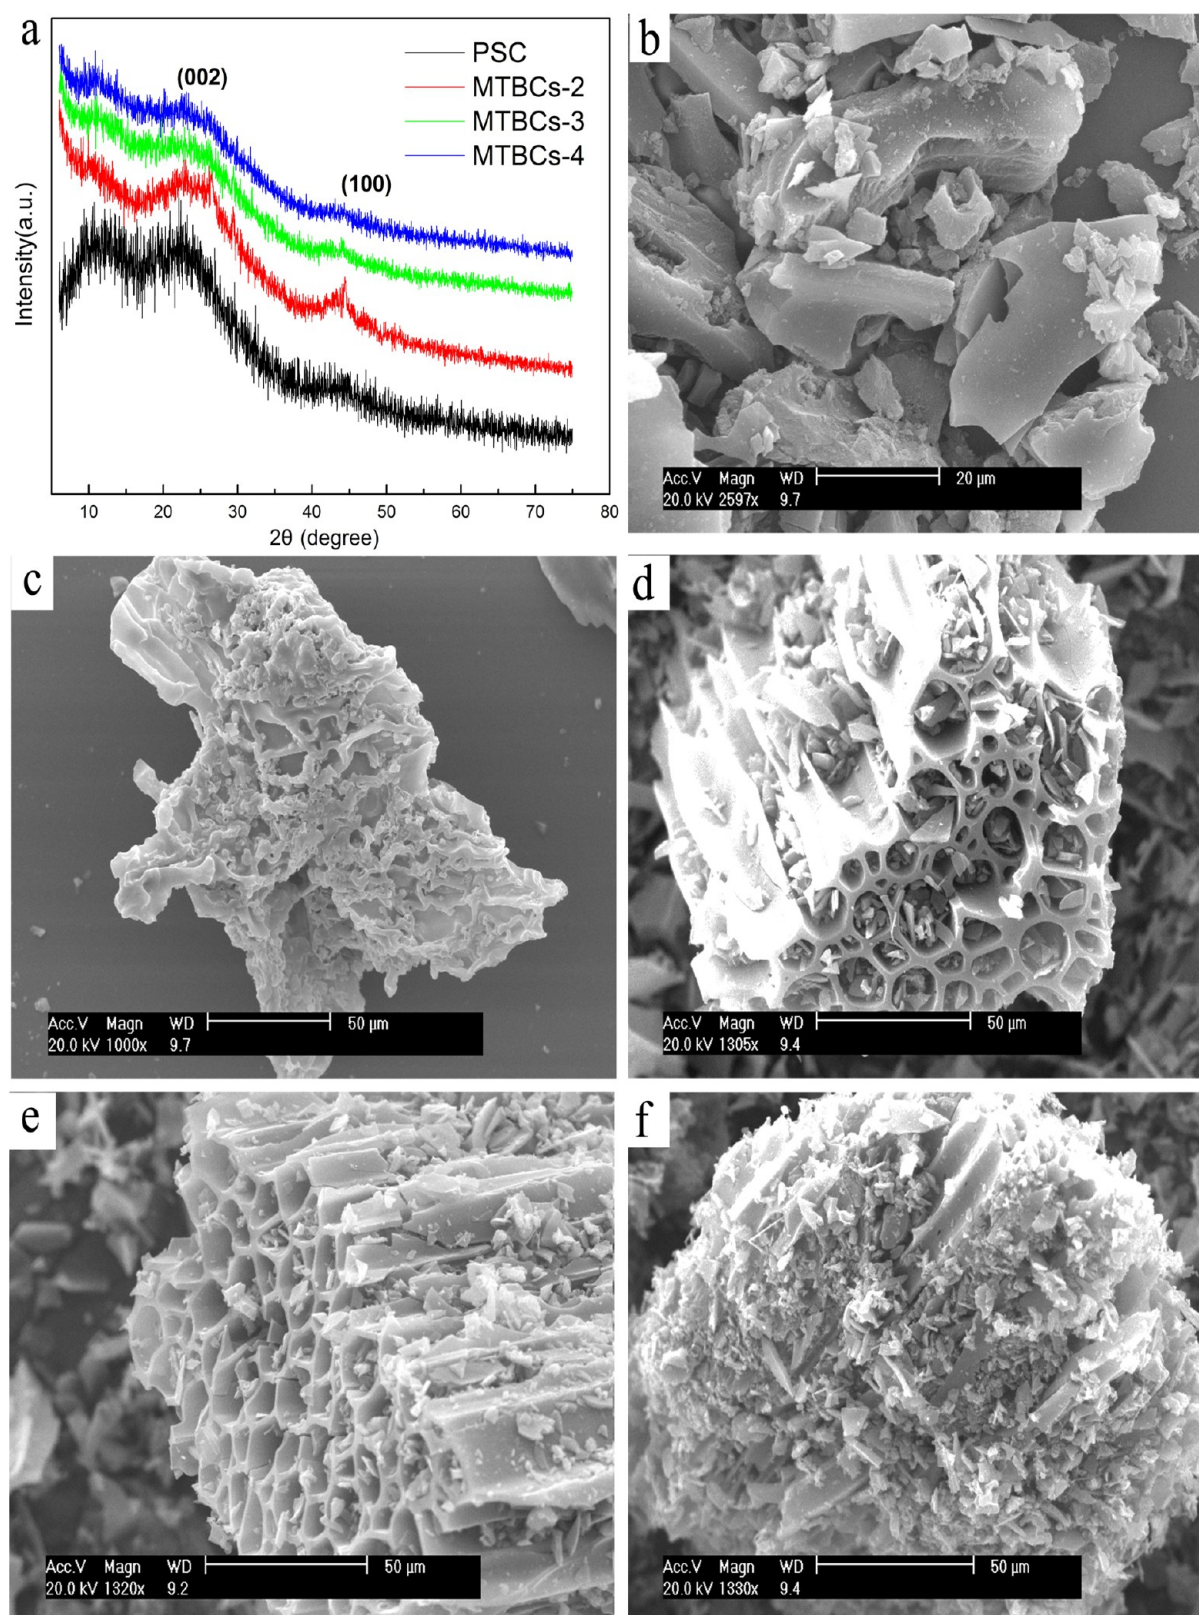 a
(002)
(100)
PSC
MTBCs-2
MTBCs-3
MTBCs-4
Intensity(a.u.)
10 20 30 40 50 60 70 80
2θ (degree)
b
Acc.V Magn WD 20 μm
20.0 kV 2597x 9.7
c
Acc.V Magn WD 50 μm
20.0 kV 1000x 9.7
d
Acc.V Magn WD 50 μm
20.0 kV 1305x 9.4
e
Acc.V Magn WD 50 μm
20.0 kV 1320x 9.2
f
Acc.V Magn WD 50 μm
20.0 kV 1330x 9.4